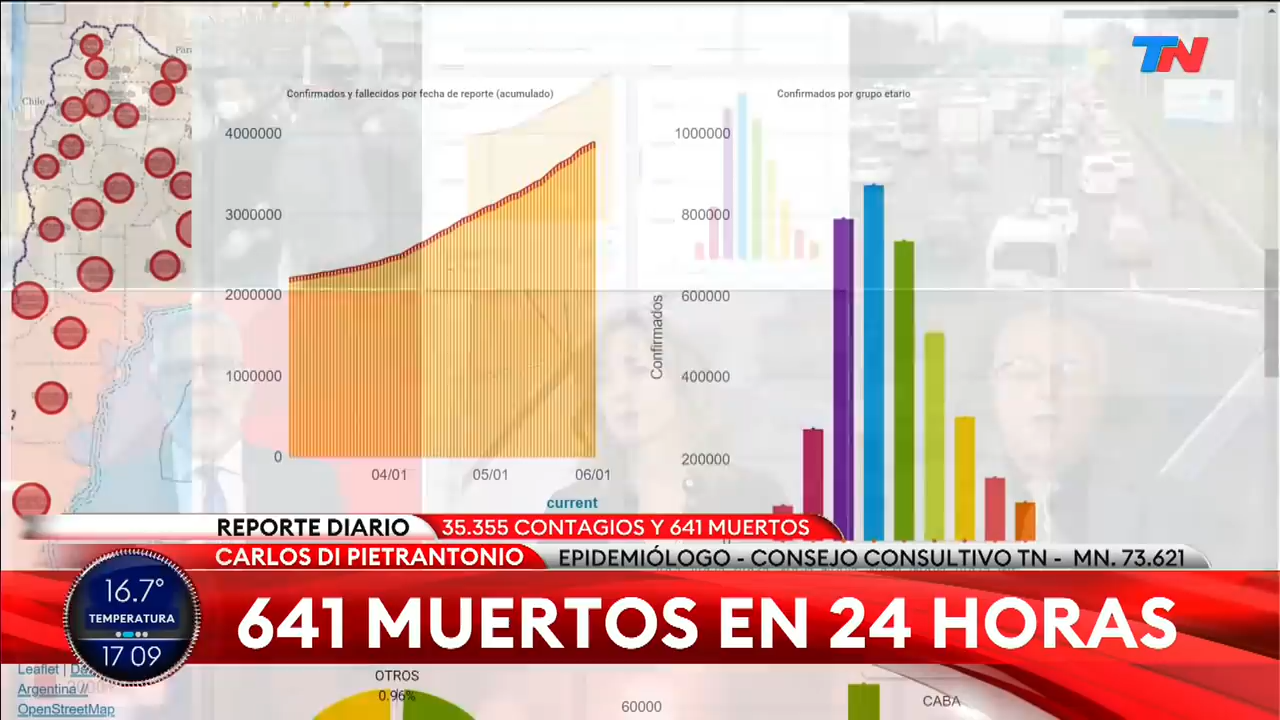 TN
Chile
Confirmados y fallecidos por fecha de reporte (acumulado)
4000000
3000000
2000000
1000000
0
04/01 05/01 06/01
current
Confirmados por grupo etario
1000000
800000
600000
400000
200000
Confirmados
REPORTE DIARIO
35.355 CONTAGIOS Y 641 MUERTOS
CARLOS DI PIETRANTONIO
EPIDEMIÓLOGO - CONSEJO CONSULTIVO TN - MN. 73.621
16.7°
TEMPERATURA
17 09
641 MUERTOS EN 24 HORAS
Leaflet |
Argentina //
OpenStreetMap
OTROS
0.96%
60000
CABA